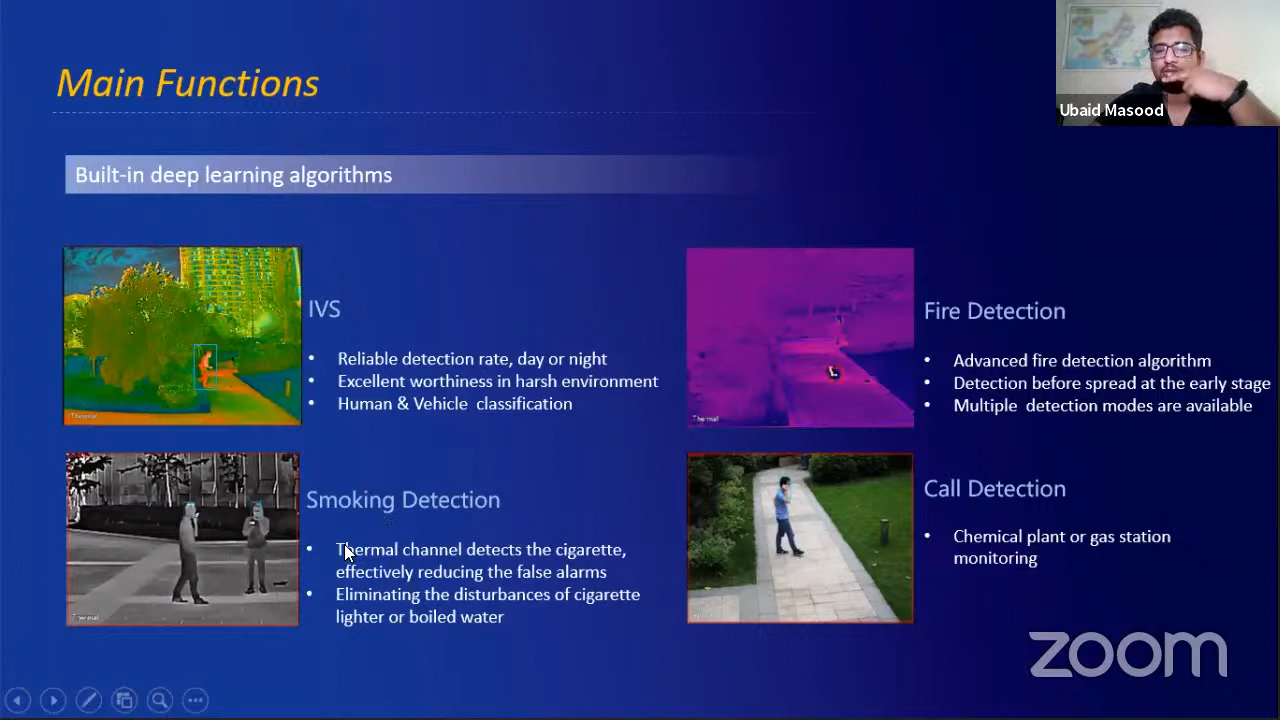 Main Functions
Ubaid Masood
Built-in deep learning algorithms
IVS
• Reliable detection rate, day or night
• Excellent worthiness in harsh environment
• Human & Vehicle classification
Thermal
Fire Detection
• Advanced fire detection algorithm
• Detection before spread at the early stage
• Multiple detection modes are available
Thermal
Smoking Detection
• Thermal channel detects the cigarette,
effectively reducing the false alarms
• Eliminating the disturbances of cigarette
lighter or boiled water
Thermal
Call Detection
• Chemical plant or gas station
monitoring
zoom